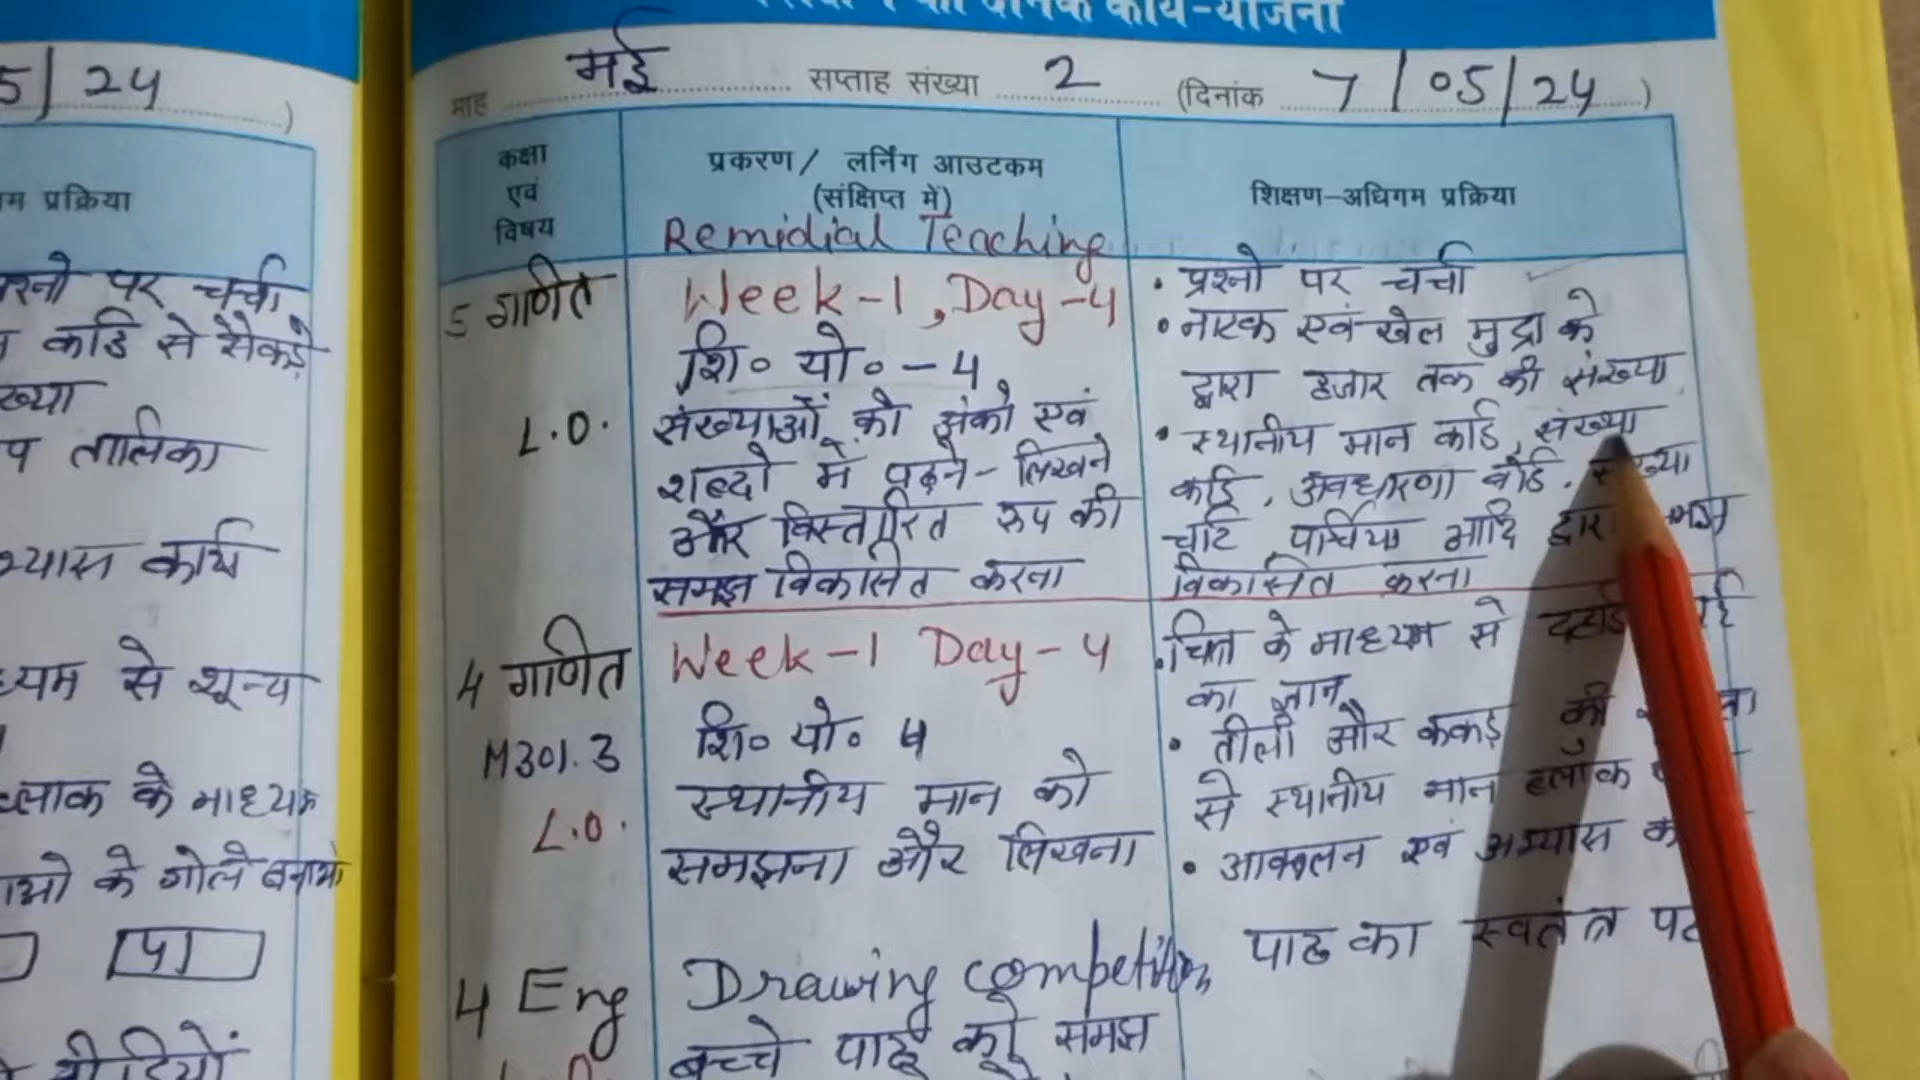 5/ 24
म प्रक्रिया
पर चर्चा
कार्ड से सैकड़े
तालिका
कार्य
से शून्य
के माध्यम
के गोले बनाओ
माह मई सप्ताह संख्या 2 (दिनांक 7/05/24)
कक्षा
एवं
विषय
प्रकरण/ लर्निंग आउटकम
(संक्षिप्त में)
Remidial Teaching
शिक्षण-अधिगम प्रक्रिया
5 गणित
L.O.
Week-1, Day-4
शि० यो० - 4
संख्याओं को अंको एवं
शब्दो में पढ़ने- लिखने
और विस्तारित रूप की
समझ विकसित करना
• प्रश्नो पर चर्चा
• नाटक एवं खेल मुद्रा के
द्वारा हजार तक की संख्या
• स्थानीय मान कार्ड, संख्या
कार्ड, अवधारणा बोर्ड,
चार्ट, पर्चिया आदि
विकसित करना
4 गणित
M301.3
L.O.
Week-1 Day-4
शि० यो० 4
स्थानीय मान को
समझना और लिखना
• चित्र के माध्यम से
का ज्ञान
• तीली और कंकड़ की
से स्थानीय मान ब्लॉक
• आकलन एवं अभ्यास
4 Eng
Drawing competition
बच्चे पाठ को समझ
पाठ का स्वतंत्र